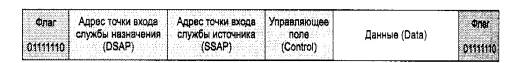 Флаг
01111110
Адрес точки входа
службы назначения
(DSAP)
Адрес точки входа
службы источника
(SSAP)
Управляющее
поле
(Control)
Данные (Data)
Флаг
01111110